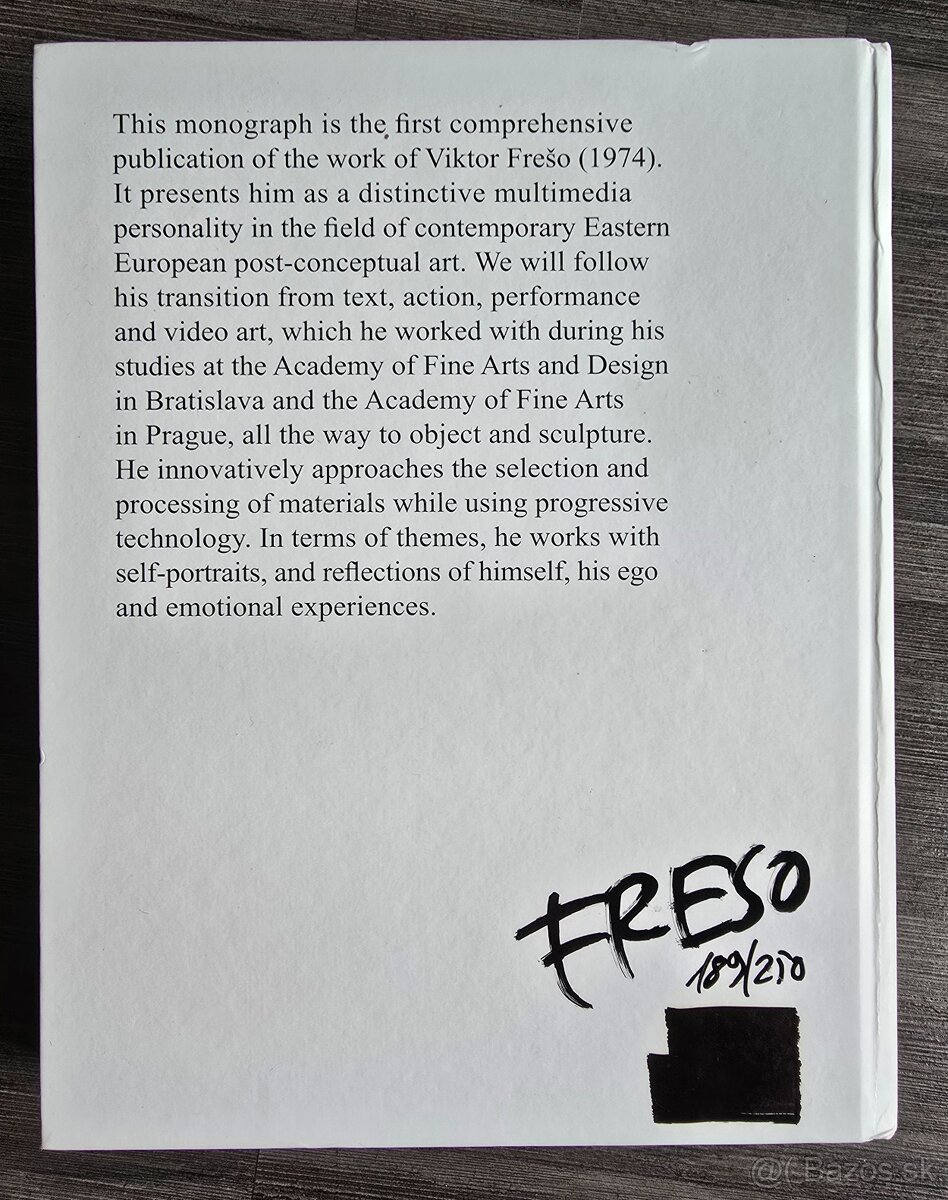 This monograph is the first comprehensive
publication of the work of Viktor Frešo (1974).
It presents him as a distinctive multimedia
personality in the field of contemporary Eastern
European post-conceptual art. We will follow
his transition from text, action, performance
and video art, which he worked with during his
studies at the Academy of Fine Arts and Design
in Bratislava and the Academy of Fine Arts
in Prague, all the way to object and sculpture.
He innovatively approaches the selection and
processing of materials while using progressive
technology. In terms of themes, he works with
self-portraits, and reflections of himself, his ego
and emotional experiences.
FRESO
189/250
Bazos.sk